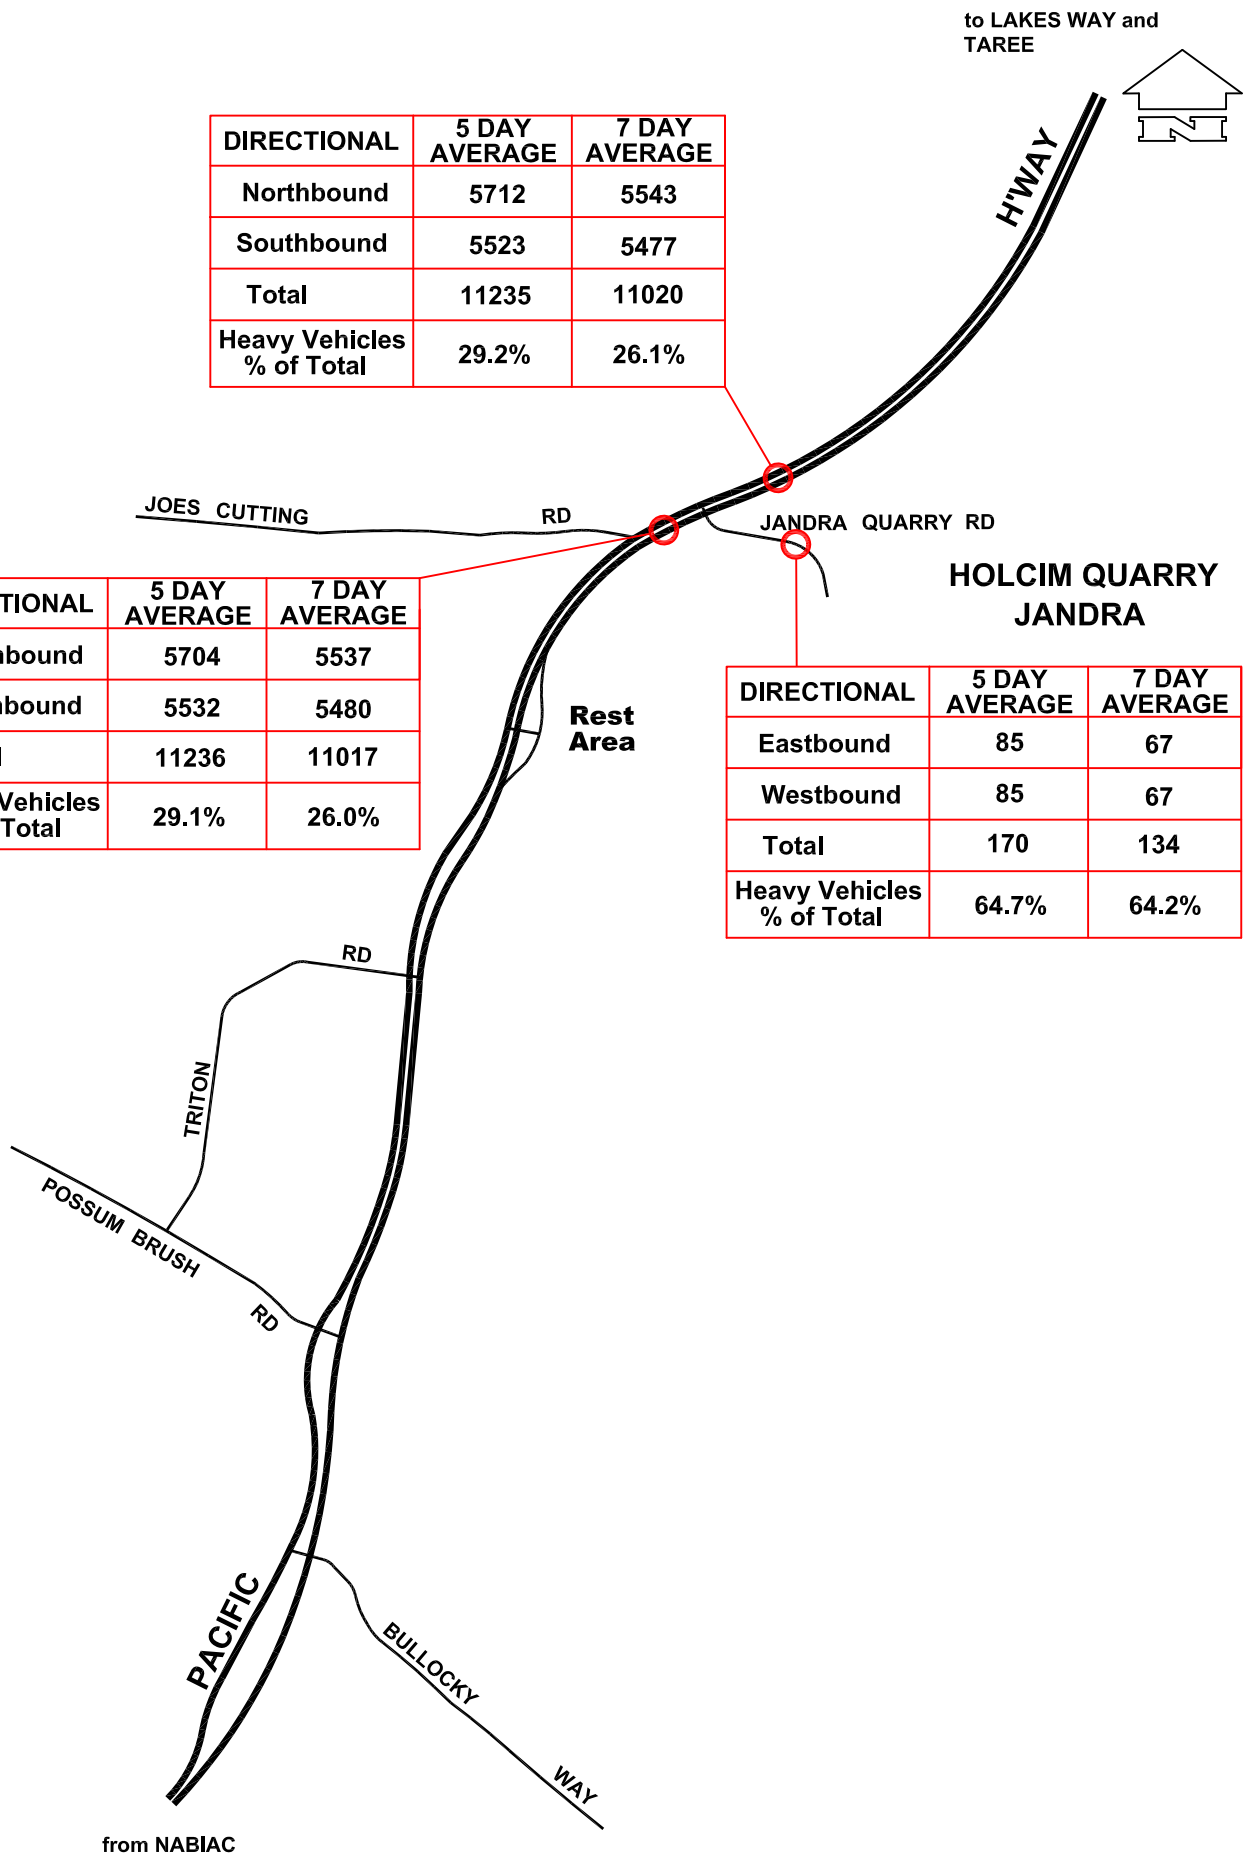 to LAKES WAY and
TAREE
N
H'WAY
DIRECTIONAL 5 DAY AVERAGE 7 DAY AVERAGE
Northbound 5712 5543
Southbound 5523 5477
Total 11235 11020
Heavy Vehicles % of Total 29.2% 26.1%
JOES CUTTING RD
JANDRA QUARRY RD
HOLCIM QUARRY
JANDRA
TIONAL 5 DAY AVERAGE 7 DAY AVERAGE
bound 5704 5537
bound 5532 5480
11236 11017
Vehicles Total 29.1% 26.0%
Rest
Area
DIRECTIONAL 5 DAY AVERAGE 7 DAY AVERAGE
Eastbound 85 67
Westbound 85 67
Total 170 134
Heavy Vehicles % of Total 64.7% 64.2%
TRITON RD
POSSUM BRUSH RD
PACIFIC
BULLOCKY WAY
from NABIAC